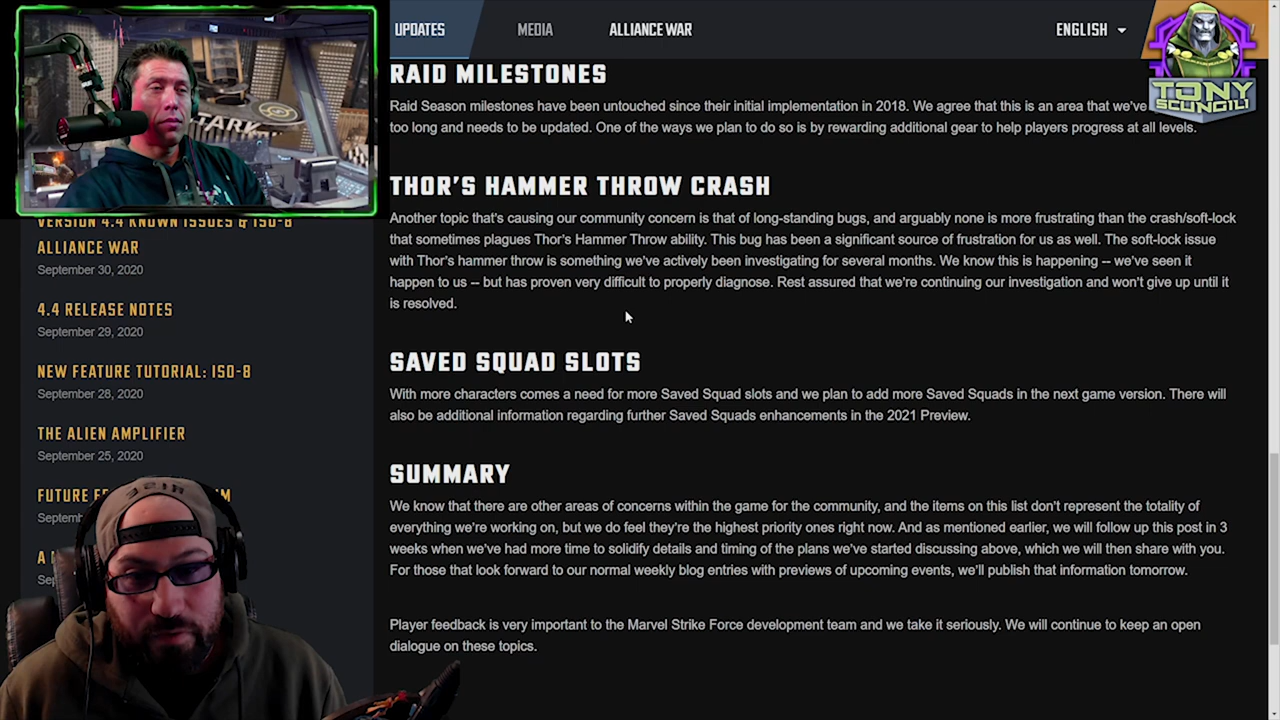 UPDATES
MEDIA
ALLIANCE WAR
ENGLISH
TONY
SCUNGILI
STARK
RAID MILESTONES
Raid Season milestones have been untouched since their initial implementation in 2018. We agree that this is an area that we've
too long and needs to be updated. One of the ways we plan to do so is by rewarding additional gear to help players progress at all levels.
THOR'S HAMMER THROW CRASH
Another topic that's causing our community concern is that of long-standing bugs, and arguably none is more frustrating than the crash/soft-lock
that sometimes plagues Thor's Hammer Throw ability. This bug has been a significant source of frustration for us as well. The soft-lock issue
with Thor's hammer throw is something we've actively been investigating for several months. We know this is happening -- we've seen it
happen to us -- but has proven very difficult to properly diagnose. Rest assured that we're continuing our investigation and won't give up until it
is resolved.
SAVED SQUAD SLOTS
With more characters comes a need for more Saved Squad slots and we plan to add more Saved Squads in the next game version. There will
also be additional information regarding further Saved Squads enhancements in the 2021 Preview.
SUMMARY
We know that there are other areas of concerns within the game for the community, and the items on this list don't represent the totality of
everything we're working on, but we do feel they're the highest priority ones right now. And as mentioned earlier, we will follow up this post in 3
weeks when we've had more time to solidify details and timing of the plans we've started discussing above, which we will then share with you.
For those that look forward to our normal weekly blog entries with previews of upcoming events, we'll publish that information tomorrow.
Player feedback is very important to the Marvel Strike Force development team and we take it seriously. We will continue to keep an open
dialogue on these topics.
VERSION 4.4 KNOWN ISSUES & ISO-8
ALLIANCE WAR
September 30, 2020
4.4 RELEASE NOTES
September 29, 2020
NEW FEATURE TUTORIAL: ISO-8
September 28, 2020
THE ALIEN AMPLIFIER
September 25, 2020
FUTURE